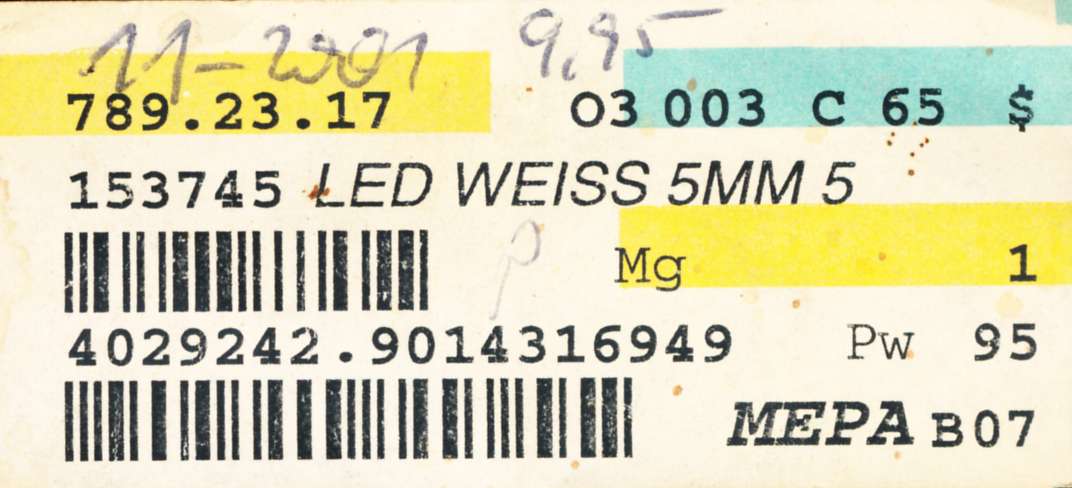 11-2001 9,95
789.23.17 03 003 C 65 $
153745 LED WEISS 5MM 5
p
Mg 1
4029242.9014316949 Pw 95
MEPA B07